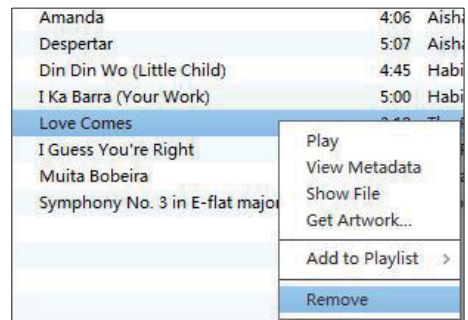 Amanda 4:06 Aish
Despertar 5:07 Aish
Din Din Wo (Little Child) 4:45 Habi
I Ka Barra (Your Work) 5:00 Habi
Love Comes
I Guess You're Right
Muita Bobeira
Symphony No. 3 in E-flat major
Play
View Metadata
Show File
Get Artwork...
Add to Playlist >
Remove